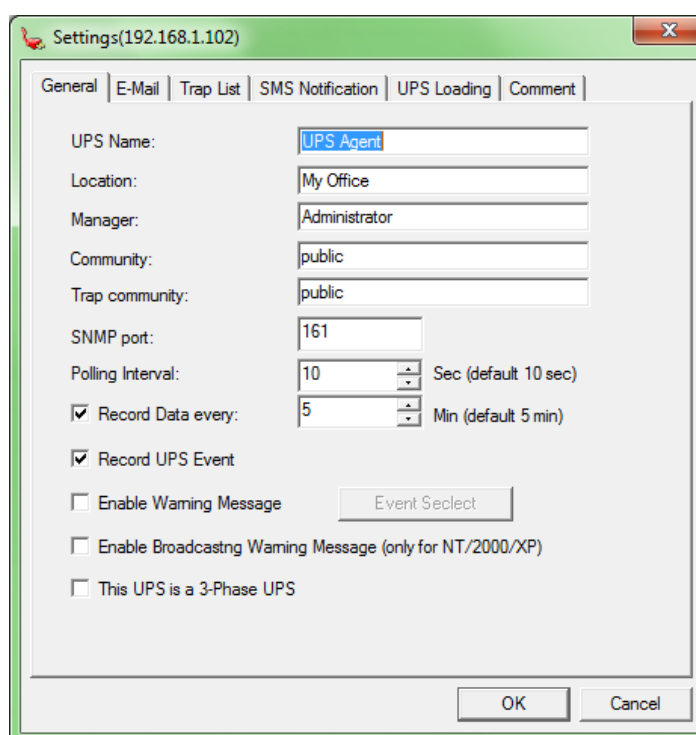 Settings(192.168.1.102)
General E-Mail Trap List SMS Notification UPS Loading Comment
UPS Name: UPS Agent
Location: My Office
Manager: Administrator
Community: public
Trap community: public
SNMP port: 161
Polling Interval: 10 Sec (default 10 sec)
Record Data every: 5 Min (default 5 min)
Record UPS Event
Enable Warning Message Event Seclect
Enable Broadcastng Warning Message (only for NT/2000/XP)
This UPS is a 3-Phase UPS
OK Cancel